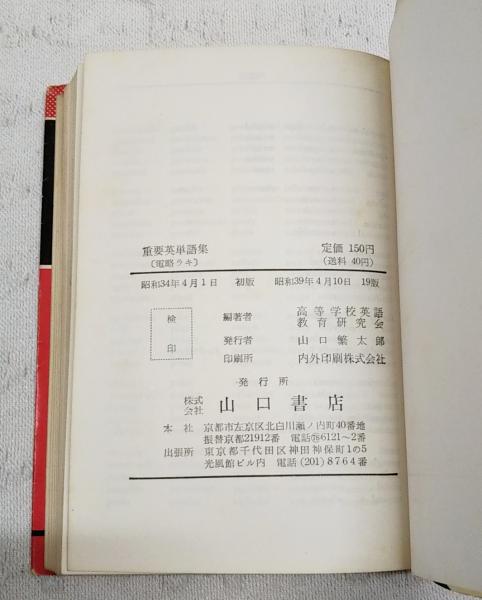 重要英単語集 定価 150円
〔電略ラキ〕 (送料 40円)
昭和34年4月1日 初版 昭和39年4月10日 19版
検印
編著者 高等学校英語教育研究会
発行者 山口繁太郎
印刷所 内外印刷株式会社
発行所
株式会社 山口書店
本社 京都市左京区北白川瀬ノ内町40番地
振替京都21912番 電話 6121~2番
出張所 東京都千代田区神田神保町1の5
光風館ビル内 電話 (201) 8764番